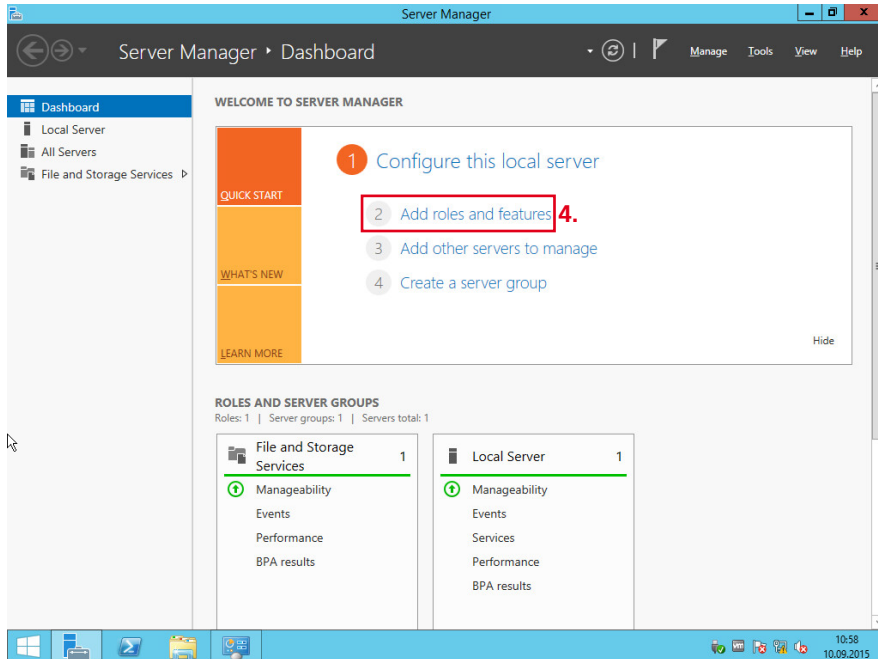 Server Manager
Server Manager • Dashboard
Manage Tools View Help
Dashboard
Local Server
All Servers
File and Storage Services
WELCOME TO SERVER MANAGER
QUICK START
WHAT'S NEW
LEARN MORE
1 Configure this local server
2 Add roles and features 4.
3 Add other servers to manage
4 Create a server group
Hide
ROLES AND SERVER GROUPS
Roles: 1 | Server groups: 1 | Servers total: 1
File and Storage
Services
1
Manageability
Events
Performance
BPA results
Local Server 1
Manageability
Events
Services
Performance
BPA results
10:58
10.09.2015